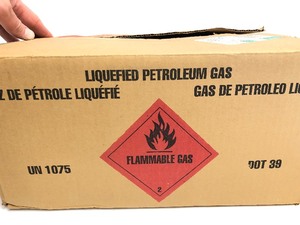 LIQUEFIED PETROLEUM GAS
Z DE PÉTROLE LIQUÉFIÉ GAS DE PETROLEO LI
FLAMMABLE GAS
UN 1075 DOT 39
2